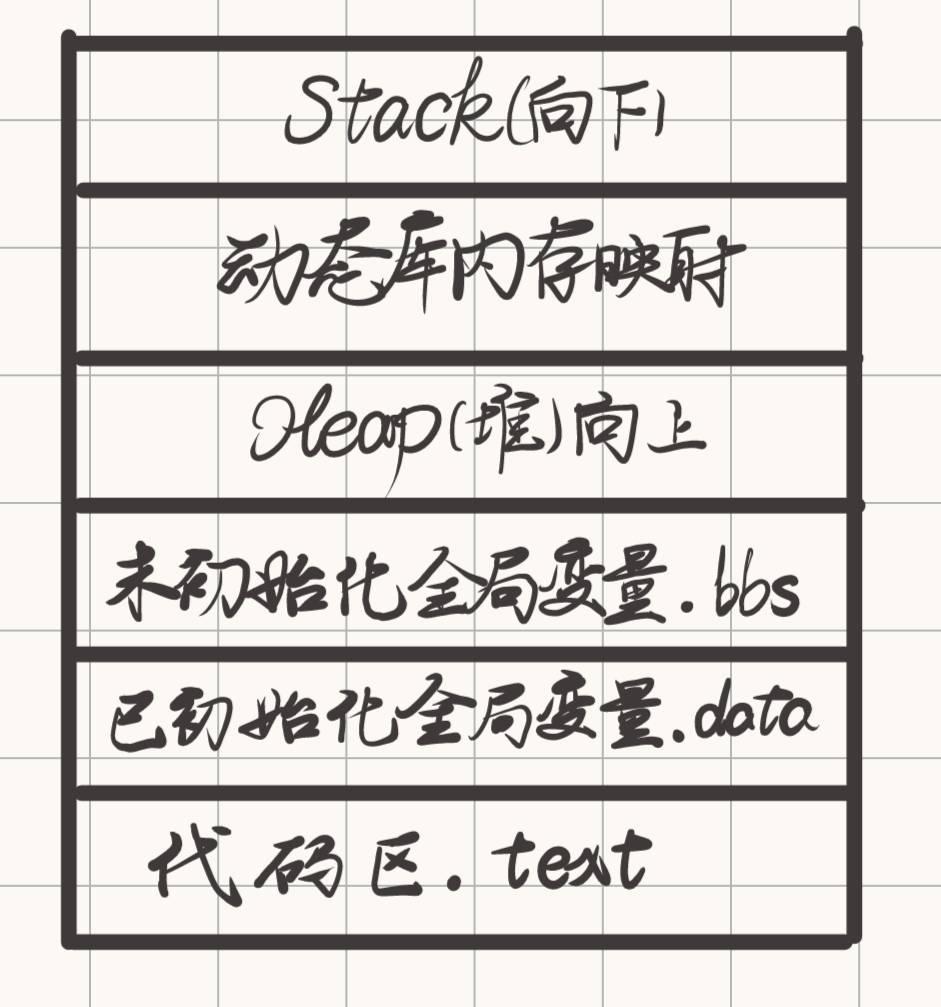 Stack(向下)
动态库内存映射
Heap(堆)向上
未初始化全局变量.bbs
已初始化全局变量.data
代码区.text